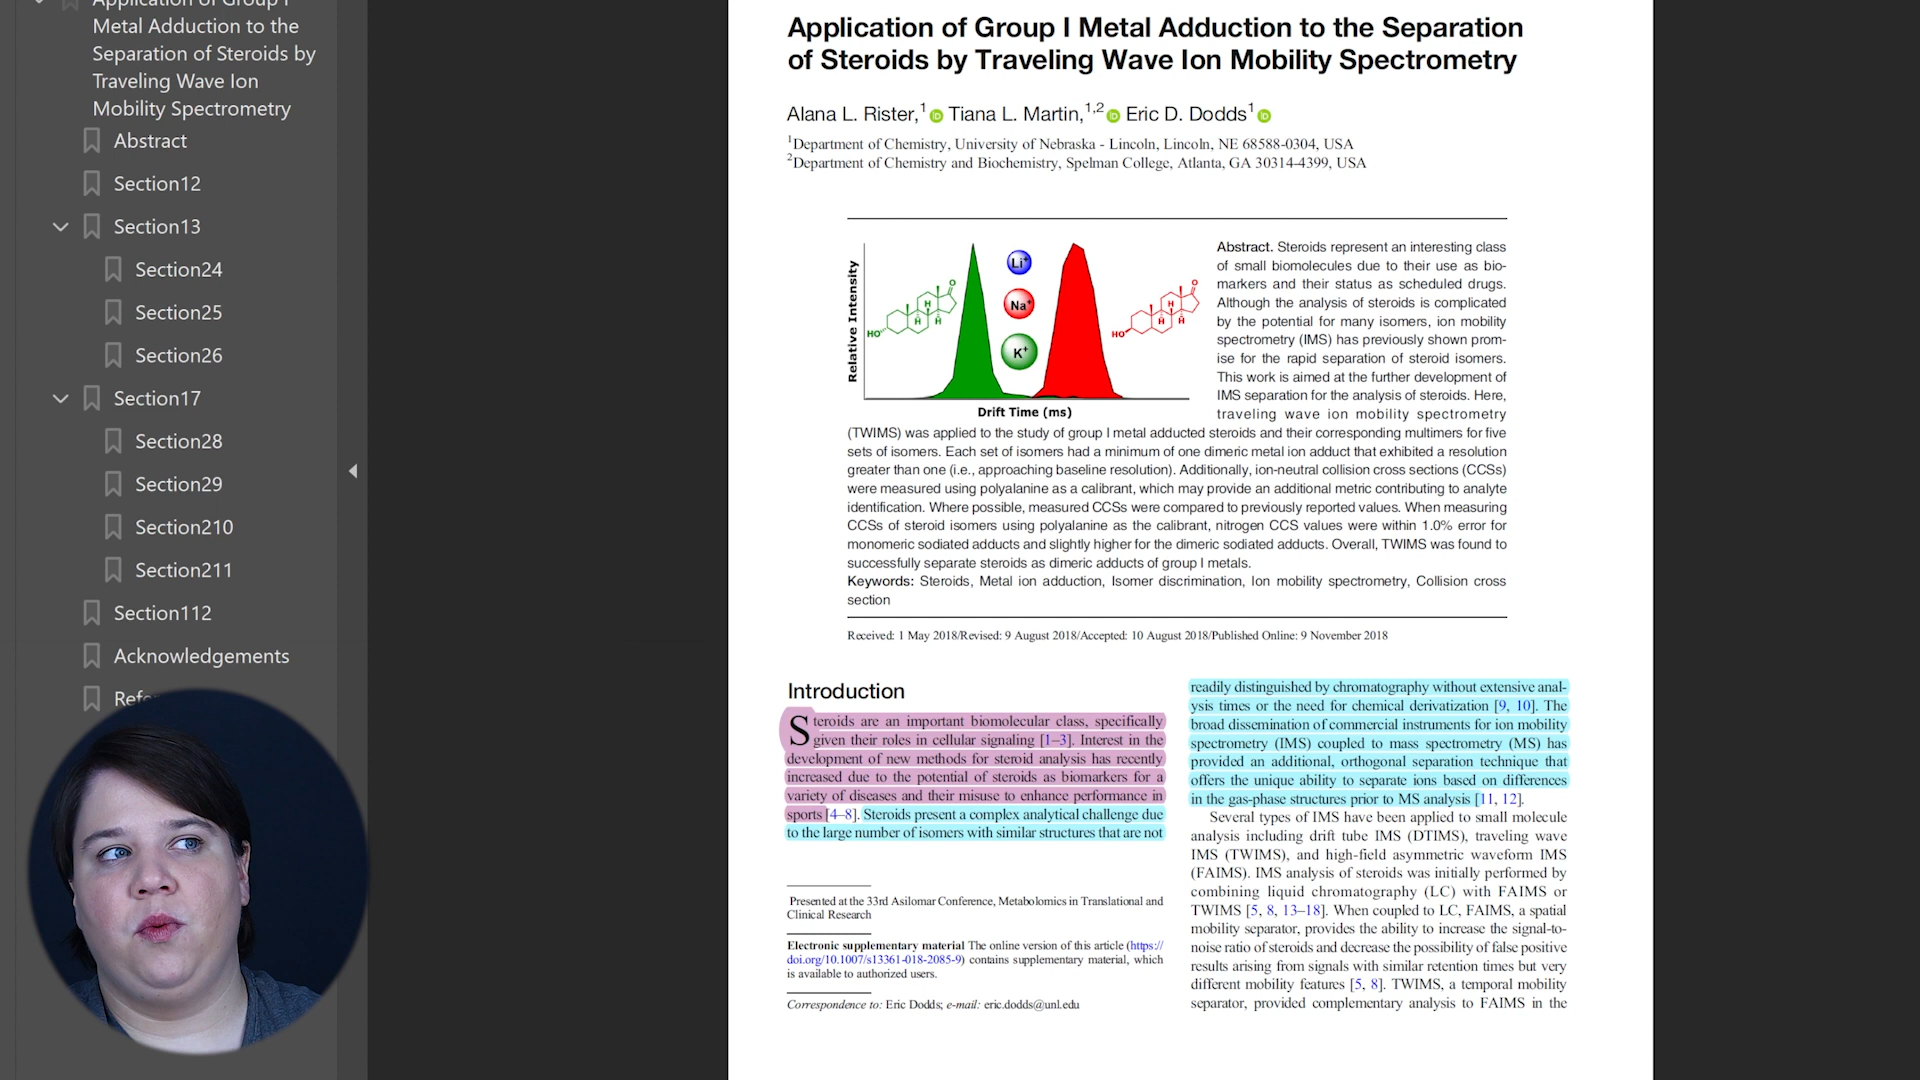 Application of Group I
Metal Adduction to the
Separation of Steroids by
Traveling Wave Ion
Mobility Spectrometry
Abstract
Section12
Section13
Section24
Section25
Section26
Section17
Section28
Section29
Section210
Section211
Section112
Acknowledgements
Application of Group I Metal Adduction to the Separation
of Steroids by Traveling Wave Ion Mobility Spectrometry
Alana L. Rister,1 Tiana L. Martin,1,2 Eric D. Dodds1
1Department of Chemistry, University of Nebraska - Lincoln, Lincoln, NE 68588-0304, USA
2Department of Chemistry and Biochemistry, Spelman College, Atlanta, GA 30314-4399, USA
Relative Intensity
Li+
Na+
K+
HO
H
H
H
O
HO
H
H
H
O
Drift Time (ms)
Abstract. Steroids represent an interesting class
of small biomolecules due to their use as bio-
markers and their status as scheduled drugs.
Although the analysis of steroids is complicated
by the potential for many isomers, ion mobility
spectrometry (IMS) has previously shown prom-
ise for the rapid separation of steroid isomers.
This work is aimed at the further development of
IMS separation for the analysis of steroids. Here,
traveling wave ion mobility spectrometry
(TWIMS) was applied to the study of group I metal adducted steroids and their corresponding multimers for five
sets of isomers. Each set of isomers had a minimum of one dimeric metal ion adduct that exhibited a resolution
greater than one (i.e., approaching baseline resolution). Additionally, ion-neutral collision cross sections (CCSs)
were measured using polyalanine as a calibrant, which may provide an additional metric contributing to analyte
identification. Where possible, measured CCSs were compared to previously reported values. When measuring
CCSs of steroid isomers using polyalanine as the calibrant, nitrogen CCS values were within 1.0% error for
monomeric sodiated adducts and slightly higher for the dimeric sodiated adducts. Overall, TWIMS was found to
successfully separate steroids as dimeric adducts of group I metals.
Keywords: Steroids, Metal ion adduction, Isomer discrimination, Ion mobility spectrometry, Collision cross
section
Received: 1 May 2018/Revised: 9 August 2018/Accepted: 10 August 2018/Published Online: 9 November 2018
Introduction
Steroids are an important biomolecular class, specifically
given their roles in cellular signaling [1–3]. Interest in the
development of new methods for steroid analysis has recently
increased due to the potential of steroids as biomarkers for a
variety of diseases and their misuse to enhance performance in
sports [4–8]. Steroids present a complex analytical challenge due
to the large number of isomers with similar structures that are not
Presented at the 33rd Asilomar Conference, Metabolomics in Translational and
Clinical Research
Electronic supplementary material The online version of this article (https://
doi.org/10.1007/s13361-018-2085-9) contains supplementary material, which
is available to authorized users.
Correspondence to: Eric Dodds; e-mail: eric.dodds@unl.edu
readily distinguished by chromatography without extensive anal-
ysis times or the need for chemical derivatization [9, 10]. The
broad dissemination of commercial instruments for ion mobility
spectrometry (IMS) coupled to mass spectrometry (MS) has
provided an additional, orthogonal separation technique that
offers the unique ability to separate ions based on differences
in the gas-phase structures prior to MS analysis [11, 12].
Several types of IMS have been applied to small molecule
analysis including drift tube IMS (DTIMS), traveling wave
IMS (TWIMS), and high-field asymmetric waveform IMS
(FAIMS). IMS analysis of steroids was initially performed by
combining liquid chromatography (LC) with FAIMS or
TWIMS [5, 8, 13–18]. When coupled to LC, FAIMS, a spatial
mobility separator, provides the ability to increase the signal-to-
noise ratio of steroids and decrease the possibility of false positive
results arising from signals with similar retention times but very
different mobility features [5, 8]. TWIMS, a temporal mobility
separator, provided complementary analysis to FAIMS in the